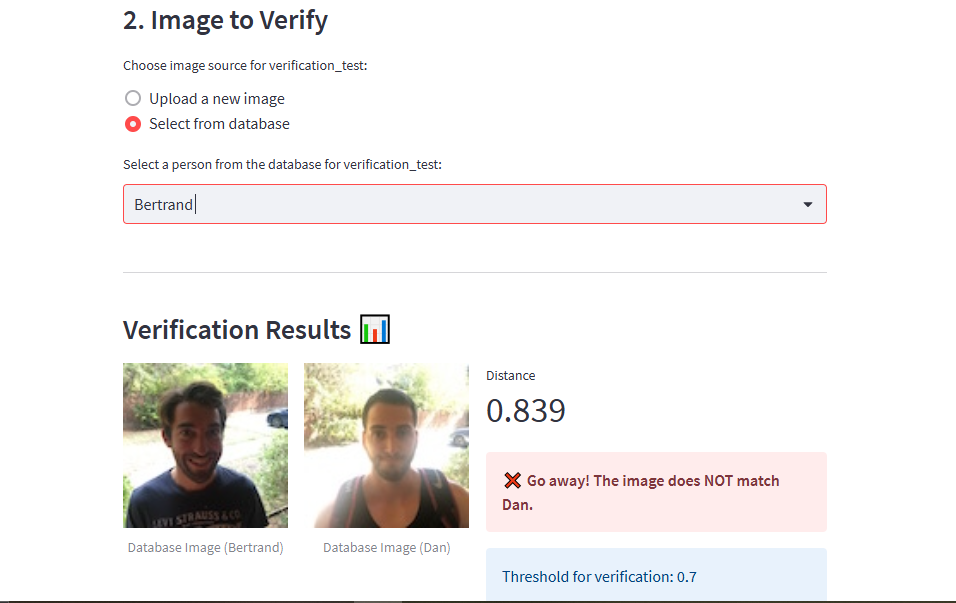 2. Image to Verify
Choose image source for verification_test:
Upload a new image
Select from database
Select a person from the database for verification_test:
Bertrand
Verification Results
Distance
0.839
❌ Go away! The image does NOT match
Dan.
LEVI STRAUSS & CO.
Database Image (Bertrand)
Database Image (Dan)
Threshold for verification: 0.7